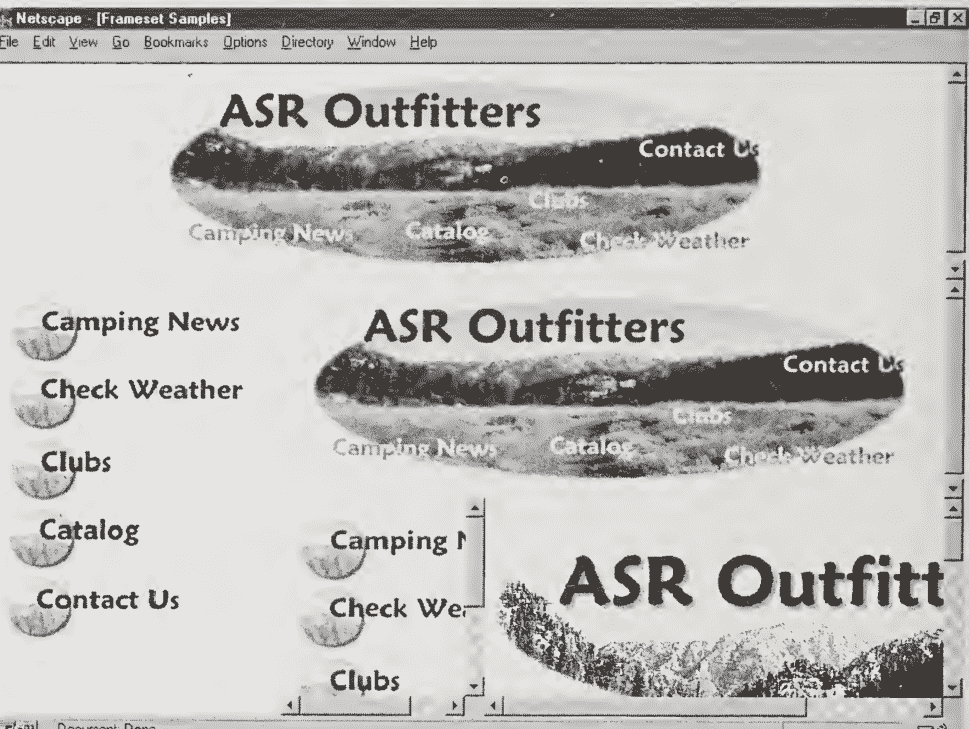 Netscape - [Frameset Samples]
File Edit View Go Bookmarks Options Directory Window Help
ASR Outfitters
Contact Us
Clubs
Camping News Catalog Check Weather
Camping News
Check Weather
Clubs
Catalog
Contact Us
ASR Outfitters
Contact Us
Clubs
Camping News Catalog Check Weather
Camping N
Check Wea
Clubs
ASR Outfitt
Document: Done